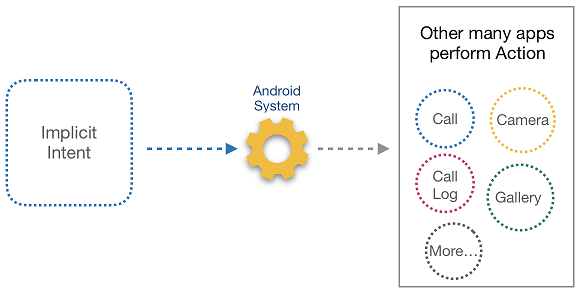 Implicit
Intent
Android
System
Other many apps
perform Action
Call
Camera
Call
Log
Gallery
More...